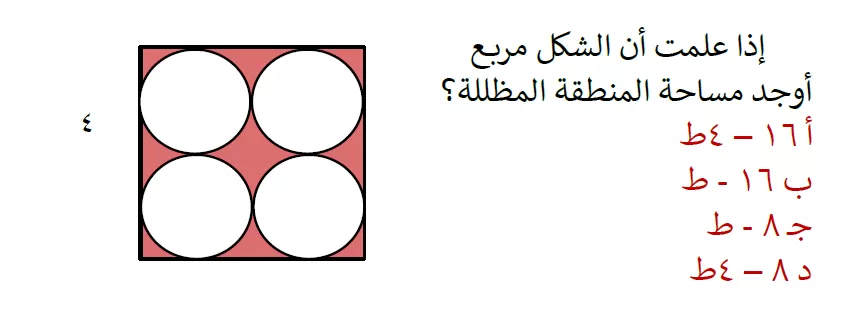 إذا علمت أن الشكل مربع
أوجد مساحة المنطقة المظللة؟
أ ١٦ – ٤ط
ب ١٦ - ط
جـ ٨ - ط
د ٨ – ٤ط
٤